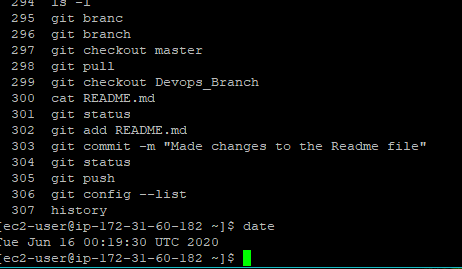 294 ls -l
295 git branc
296 git branch
297 git checkout master
298 git pull
299 git checkout Devops_Branch
300 cat README.md
301 git status
302 git add README.md
303 git commit -m "Made changes to the Readme file"
304 git status
305 git push
306 git config --list
307 history
[ec2-user@ip-172-31-60-182 ~]$ date
Tue Jun 16 00:19:30 UTC 2020
[ec2-user@ip-172-31-60-182 ~]$